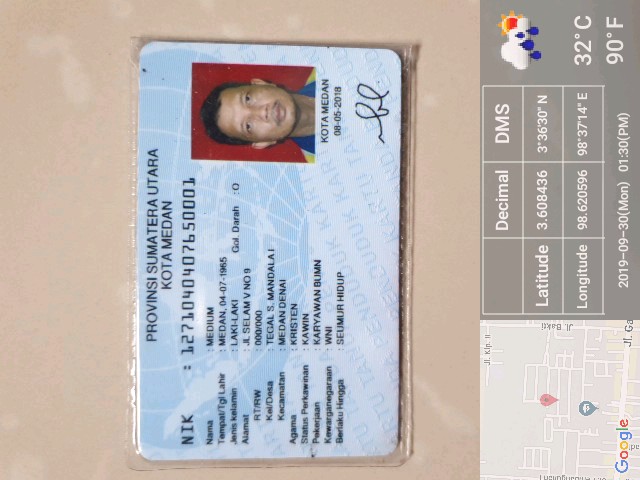 PROVINSI SUMATERA UTARA
KOTA MEDAN
NIK : 1271040407650001
Nama : MEDIUM
Tempat/Tgl Lahir : MEDAN, 04-07-1965
Jenis kelamin : LAKI-LAKI Gol. Darah : O
Alamat : JL SELAM V NO 9
RT/RW : 000/000
Kel/Desa : TEGAL S. MANDALA I
Kecamatan : MEDAN DENAI
Agama : KRISTEN
Status Perkawinan : KAWIN
Pekerjaan : KARYAWAN BUMN
Kewarganegaraan : WNI
Berlaku Hingga : SEUMUR HIDUP
KOTA MEDAN
08-05-2018
Jl. Klp. II
Jl. Bakti
Jl. Ga
Google
Decimal DMS
Latitude 3.608436 3°36'30" N
Longitude 98.620596 98°37'14" E
2019-09-30(Mon) 01:30(PM)
32°C
90°F